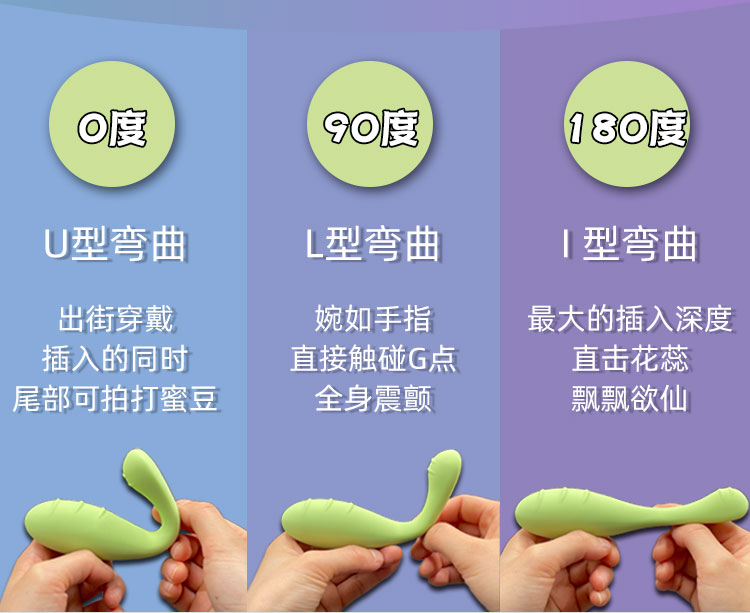 0度
U型弯曲
出街穿戴
插入的同时
尾部可拍打蜜豆
90度
L型弯曲
婉如手指
直接触碰G点
全身震颤
180度
I 型弯曲
最大的插入深度
直击花蕊
飘飘欲仙